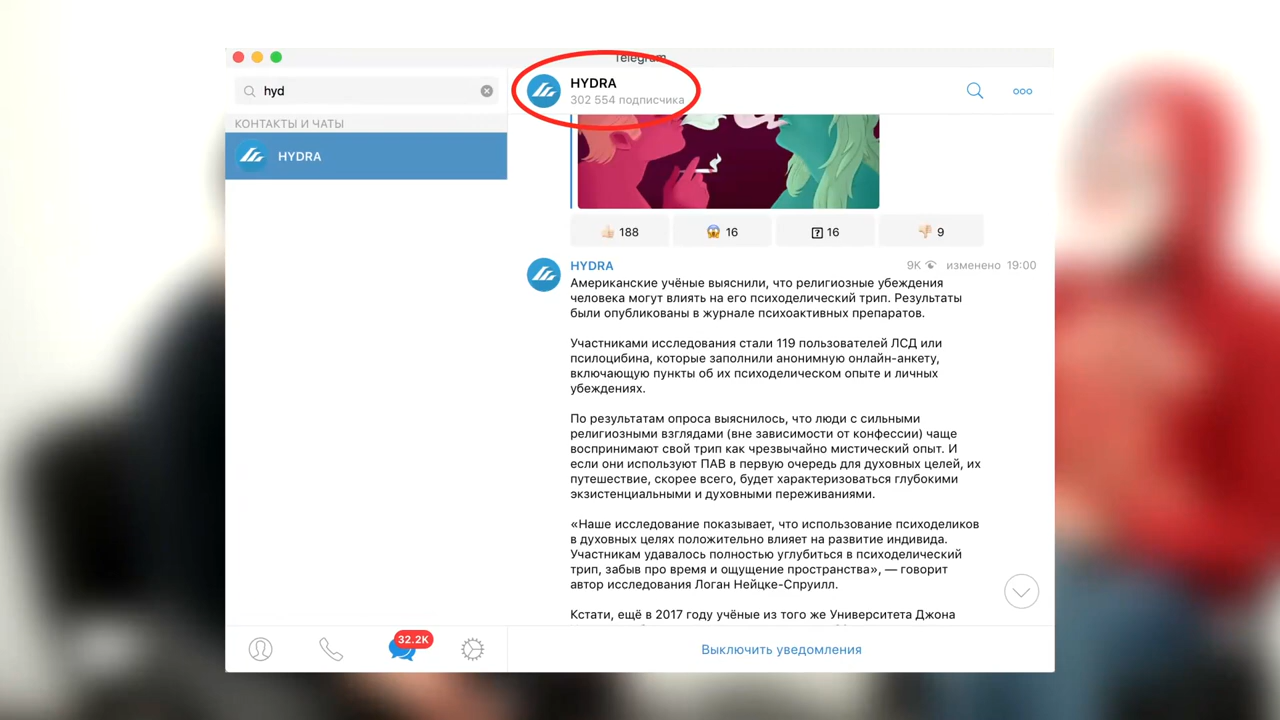 Telegram
hyd
HYDRA
302 554 подписчика
КОНТАКТЫ И ЧАТЫ
HYDRA
188
16
16
9
HYDRA
9K изменено 19:00
Американские учёные выяснили, что религиозные убеждения
человека могут влиять на его психоделический трип. Результаты
были опубликованы в журнале психоактивных препаратов.
Участниками исследования стали 119 пользователей ЛСД или
псилоцибина, которые заполнили анонимную онлайн-анкету,
включающую пункты об их психоделическом опыте и личных
убеждениях.
По результатам опроса выяснилось, что люди с сильными
религиозными взглядами (вне зависимости от конфессии) чаще
воспринимают свой трип как чрезвычайно мистический опыт. И
если они используют ПАВ в первую очередь для духовных целей, их
путешествие, скорее всего, будет характеризоваться глубокими
экзистенциальными и духовными переживаниями.
«Наше исследование показывает, что использование психоделиков
в духовных целях положительно влияет на развитие индивида.
Участникам удавалось полностью углубиться в психоделический
трип, забыв про время и ощущение пространства», — говорит
автор исследования Логан Нейцке-Спруилл.
Кстати, ещё в 2017 году учёные из того же Университета Джона
32.2K
Выключить уведомления